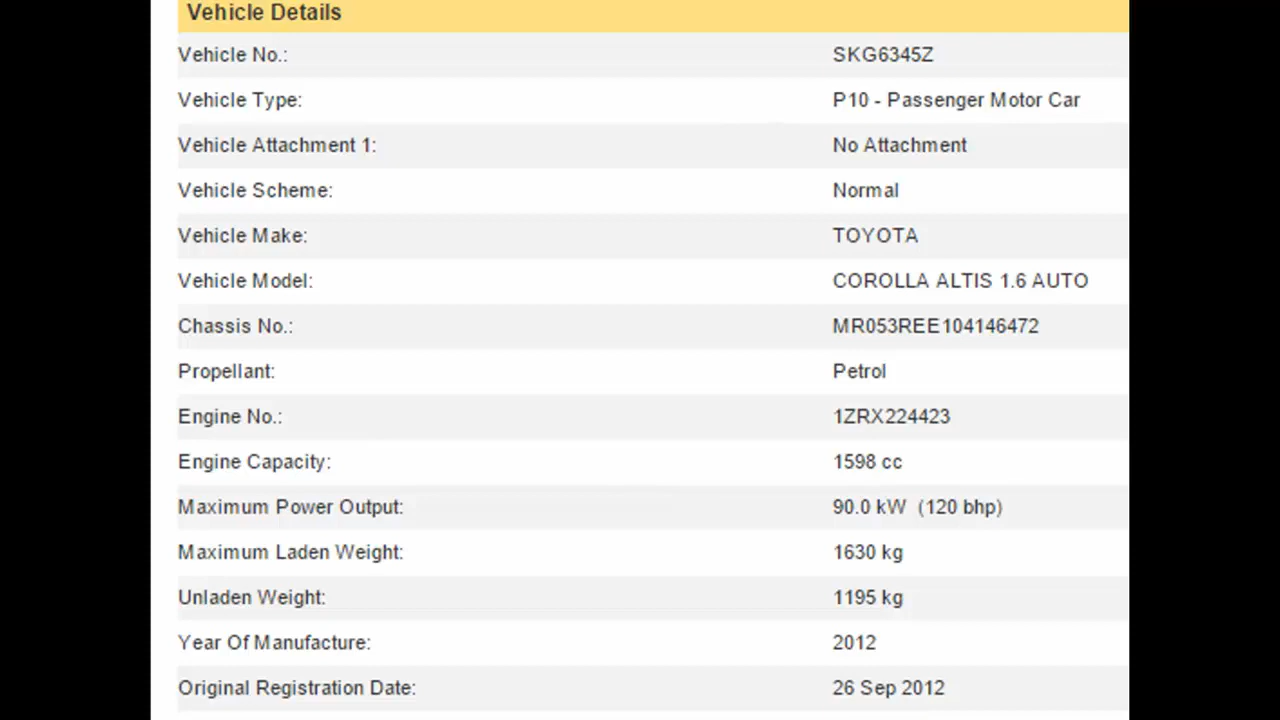 Vehicle Details
Vehicle No.: SKG6345Z
Vehicle Type: P10 - Passenger Motor Car
Vehicle Attachment 1: No Attachment
Vehicle Scheme: Normal
Vehicle Make: TOYOTA
Vehicle Model: COROLLA ALTIS 1.6 AUTO
Chassis No.: MR053REE104146472
Propellant: Petrol
Engine No.: 1ZRX224423
Engine Capacity: 1598 cc
Maximum Power Output: 90.0 kW (120 bhp)
Maximum Laden Weight: 1630 kg
Unladen Weight: 1195 kg
Year Of Manufacture: 2012
Original Registration Date: 26 Sep 2012